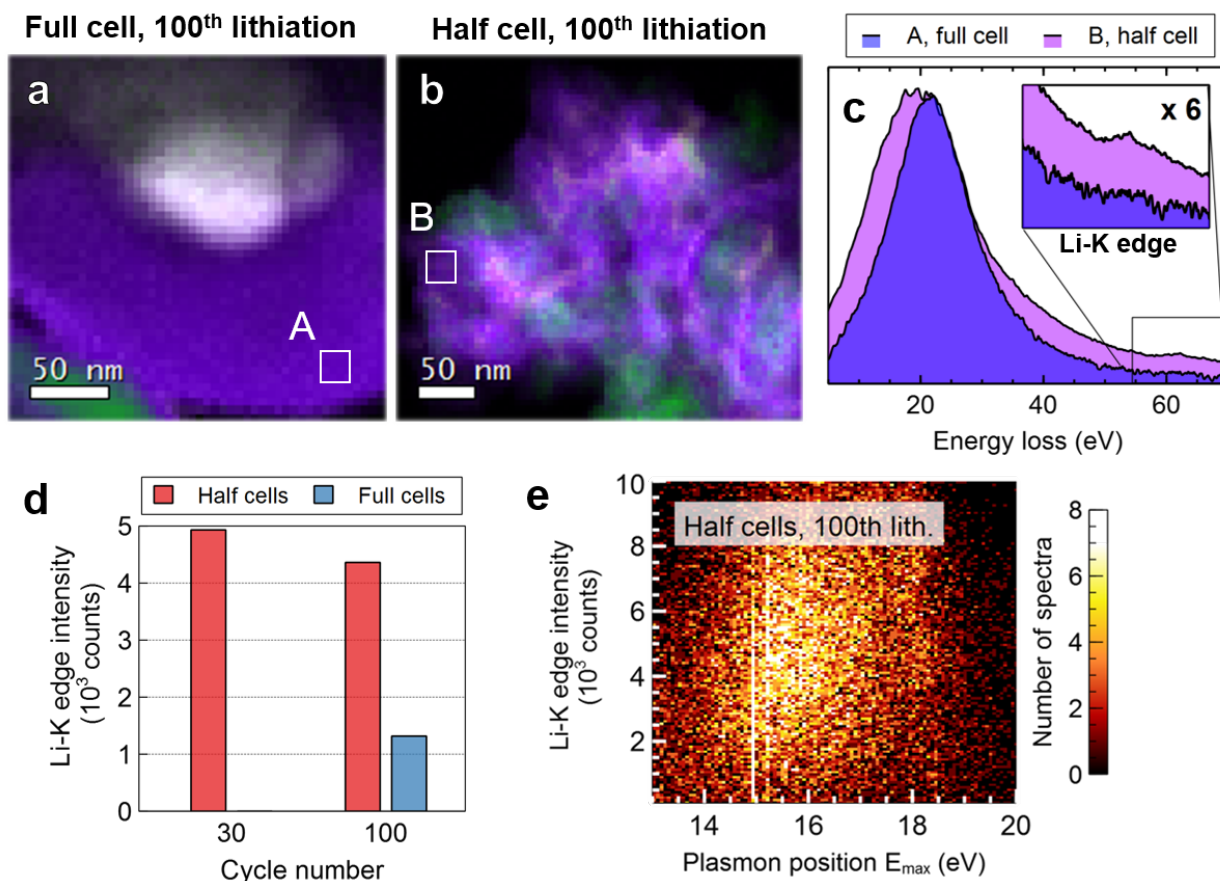 Full cell, 100th lithiation
Half cell, 100th lithiation
a
A
50 nm
b
B
50 nm
A, full cell
B, half cell
c
x 6
Li-K edge
20
40
60
Energy loss (eV)
d
Half cells
Full cells
5
4
3
2
1
0
Li-K edge intensity
(10³ counts)
30
100
Cycle number
e
Half cells, 100th lith.
10
8
6
4
2
Li-K edge intensity
(10³ counts)
14
16
18
20
Plasmon position Emax (eV)
8
6
4
2
0
Number of spectra